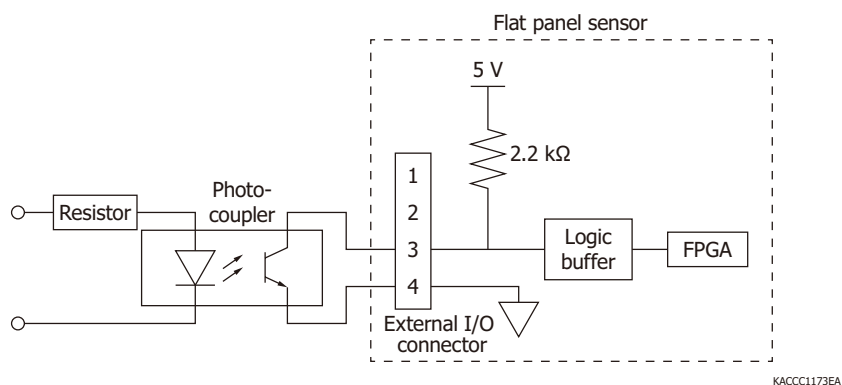 Flat panel sensor
5 V
2.2 kΩ
Photo-
coupler
Resistor
1
2
3
4
Logic
buffer
FPGA
External I/O
connector
KACCC1173EA